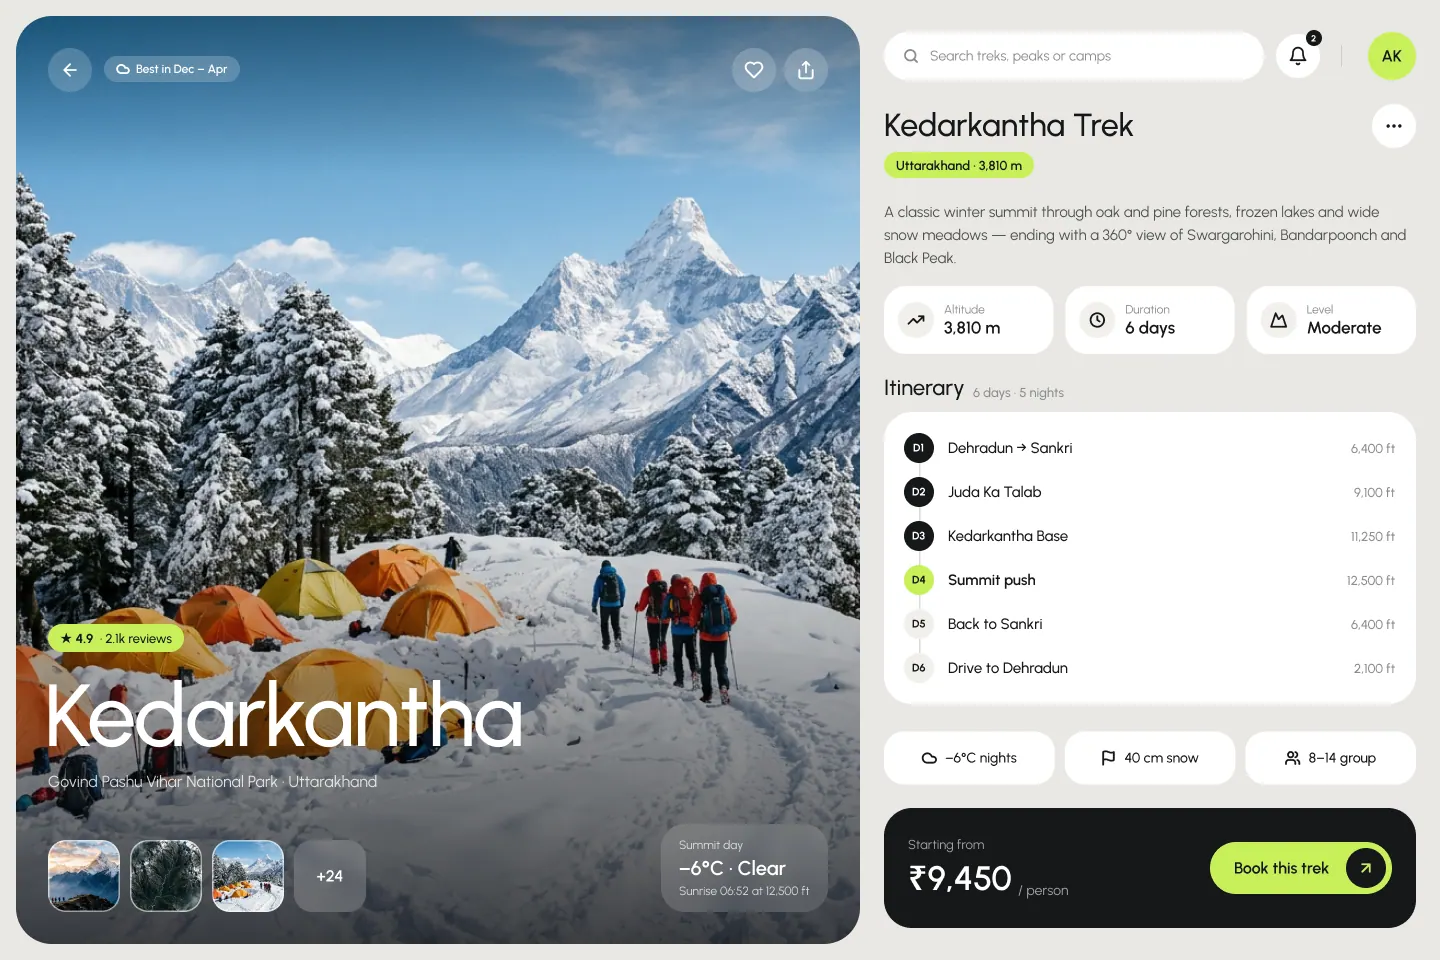 Best in Dec – Apr
★ 4.9 · 2.1k reviews
Kedarkantha
Govind Pashu Vihar National Park · Uttarakhand
+24
Summit day
–6°C · Clear
Sunrise 06:52 at 12,500 ft
Search treks, peaks or camps
2
AK
Kedarkantha Trek
Uttarakhand · 3,810 m
A classic winter summit through oak and pine forests, frozen lakes and wide
snow meadows — ending with a 360° view of Swargarohini, Bandarpoonch and
Black Peak.
Altitude
3,810 m
Duration
6 days
Level
Moderate
Itinerary 6 days · 5 nights
D1 Dehradun → Sankri 6,400 ft
D2 Juda Ka Talab 9,100 ft
D3 Kedarkantha Base 11,250 ft
D4 Summit push 12,500 ft
D5 Back to Sankri 6,400 ft
D6 Drive to Dehradun 2,100 ft
–6°C nights
40 cm snow
8–14 group
Starting from
₹9,450 / person
Book this trek